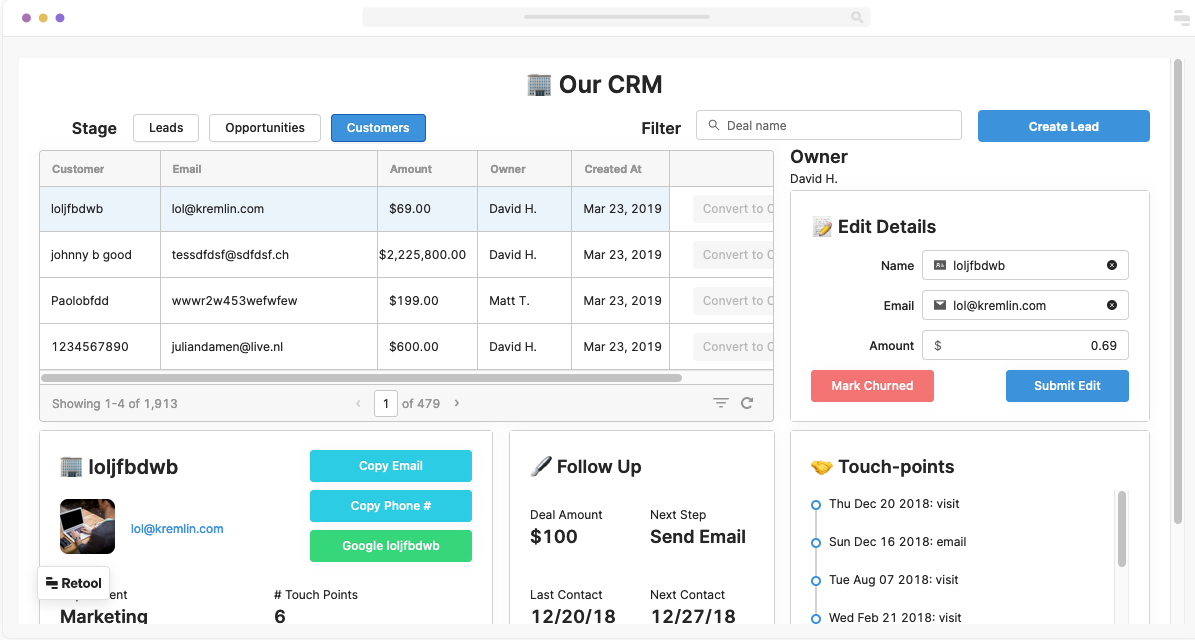 Our CRM
Stage Leads Opportunities Customers Filter Deal name Create Lead
Customer Email Amount Owner Created At
loljfbdwb lol@kremlin.com $69.00 David H. Mar 23, 2019 Convert to C
johnny b good tessdfdsf@sdfdsf.ch $2,225,800.00 David H. Mar 23, 2019 Convert to C
Paolobfdd wwwr2w453wefwfew $199.00 Matt T. Mar 23, 2019 Convert to C
1234567890 juliandamen@live.nl $600.00 David H. Mar 23, 2019 Convert to C
Showing 1-4 of 1,913 1 of 479
Owner
David H.
Edit Details
Name loljfbdwb
Email lol@kremlin.com
Amount $ 0.69
Mark Churned Submit Edit
loljfbdwb
Copy Email
lol@kremlin.com
Copy Phone #
Google loljfbdwb
Retool
# Touch Points
Marketing 6
Follow Up
Deal Amount Next Step
$100 Send Email
Last Contact Next Contact
12/20/18 12/27/18
Touch-points
Thu Dec 20 2018: visit
Sun Dec 16 2018: email
Tue Aug 07 2018: visit
Wed Feb 21 2018: visit